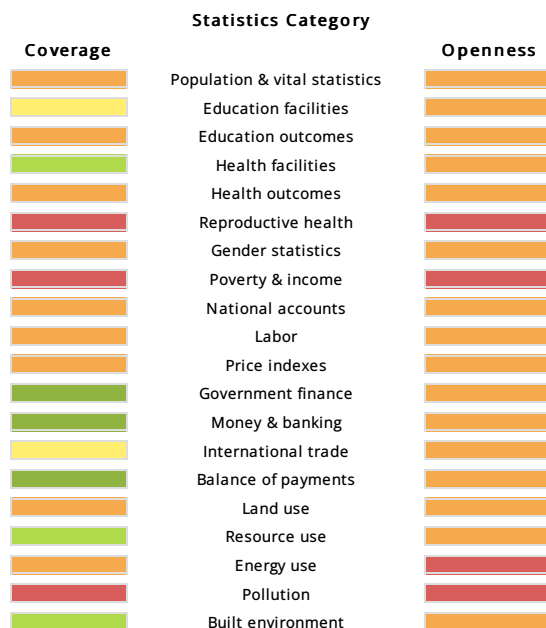 Statistics Category
Coverage Openness
Population & vital statistics
Education facilities
Education outcomes
Health facilities
Health outcomes
Reproductive health
Gender statistics
Poverty & income
National accounts
Labor
Price indexes
Government finance
Money & banking
International trade
Balance of payments
Land use
Resource use
Energy use
Pollution
Built environment